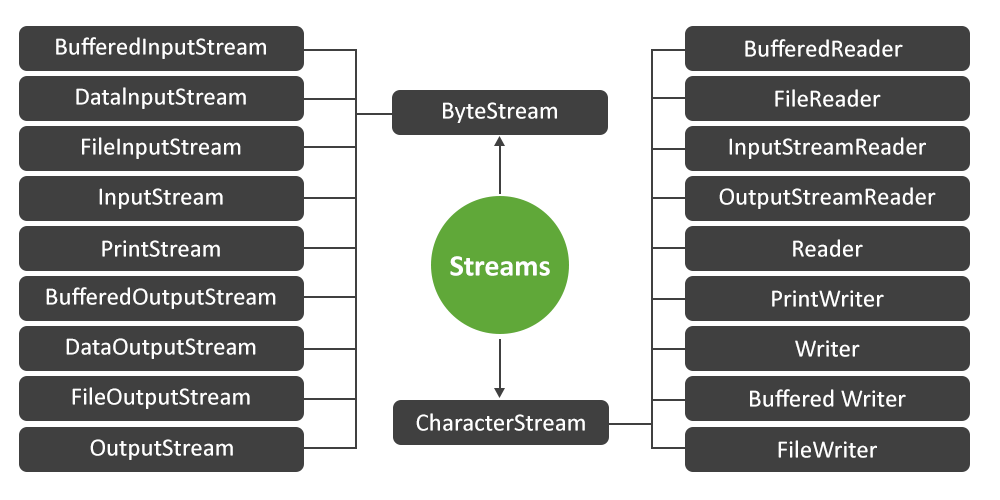 BufferedInputStream
DataInputStream
FileInputStream
InputStream
PrintStream
BufferedOutputStream
DataOutputStream
FileOutputStream
OutputStream
ByteStream
Streams
CharacterStream
BufferedReader
FileReader
InputStreamReader
OutputStreamReader
Reader
PrintWriter
Writer
Buffered Writer
FileWriter